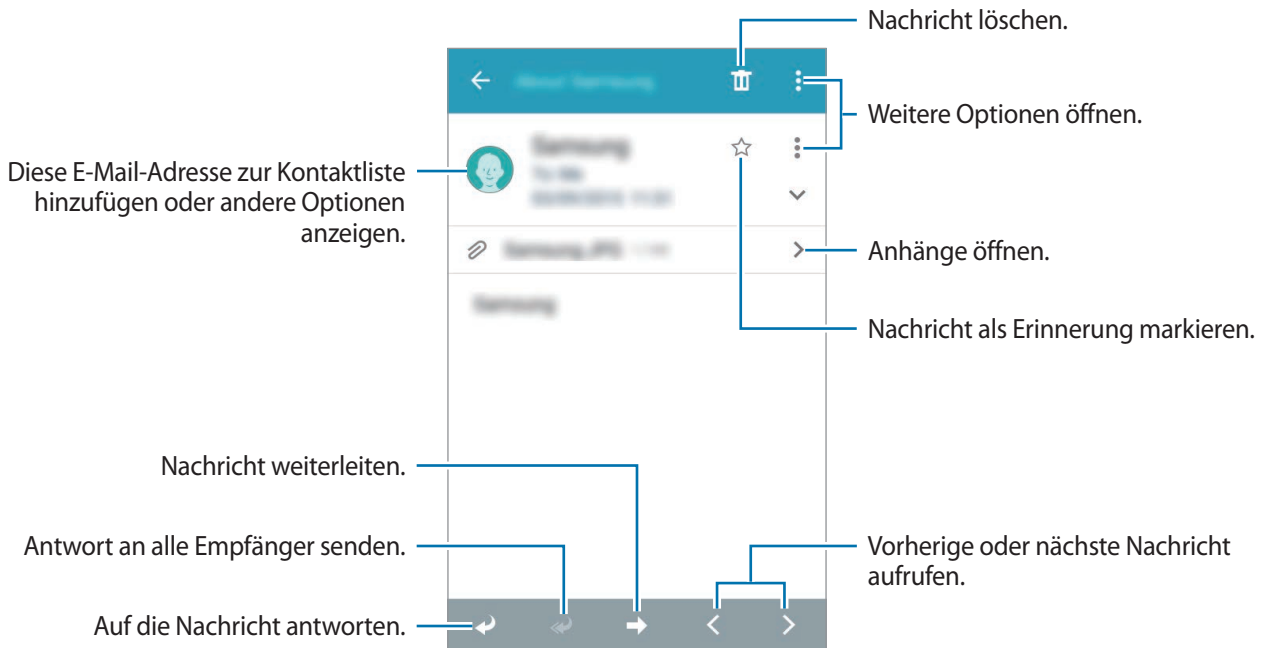 Nachricht löschen.
Weitere Optionen öffnen.
Diese E-Mail-Adresse zur Kontaktliste
hinzufügen oder andere Optionen
anzeigen.
Anhänge öffnen.
Nachricht als Erinnerung markieren.
Nachricht weiterleiten.
Antwort an alle Empfänger senden.
Vorherige oder nächste Nachricht
aufrufen.
Auf die Nachricht antworten.